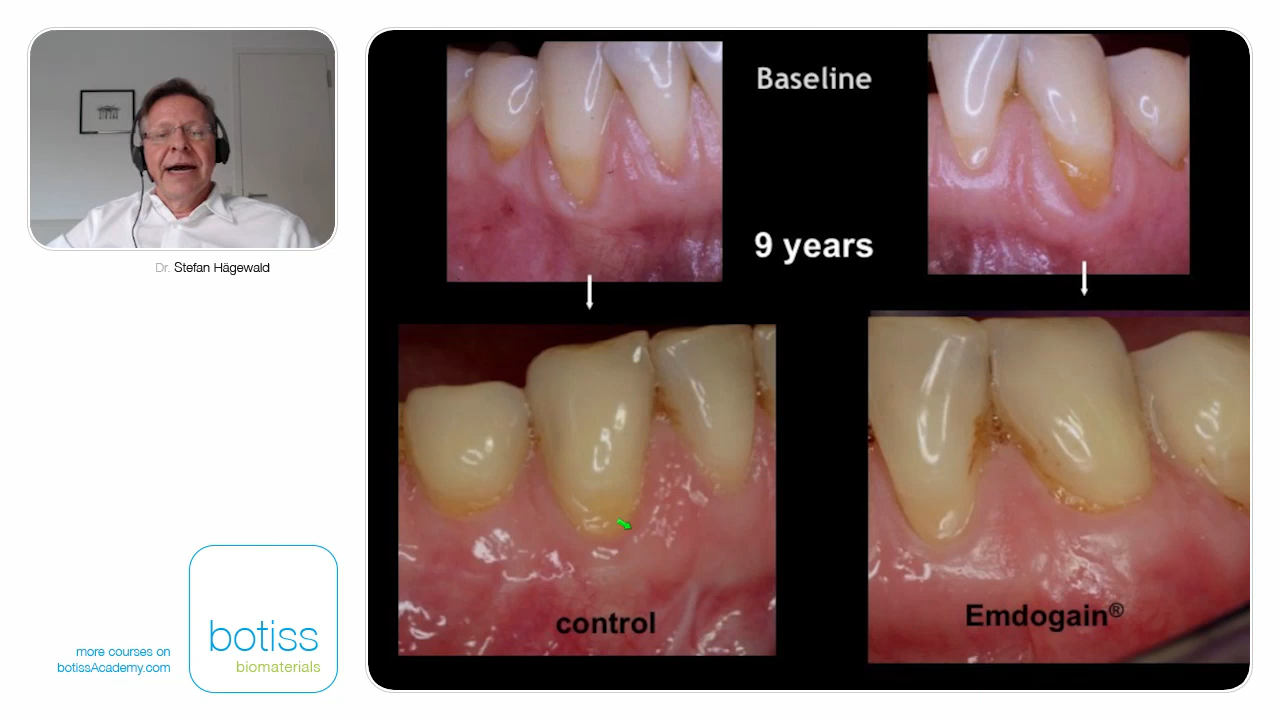 Dr. Stefan Hägewald
more courses on
botissAcademy.com
botiss
biomaterials
Baseline
9 years
control
Emdogain®